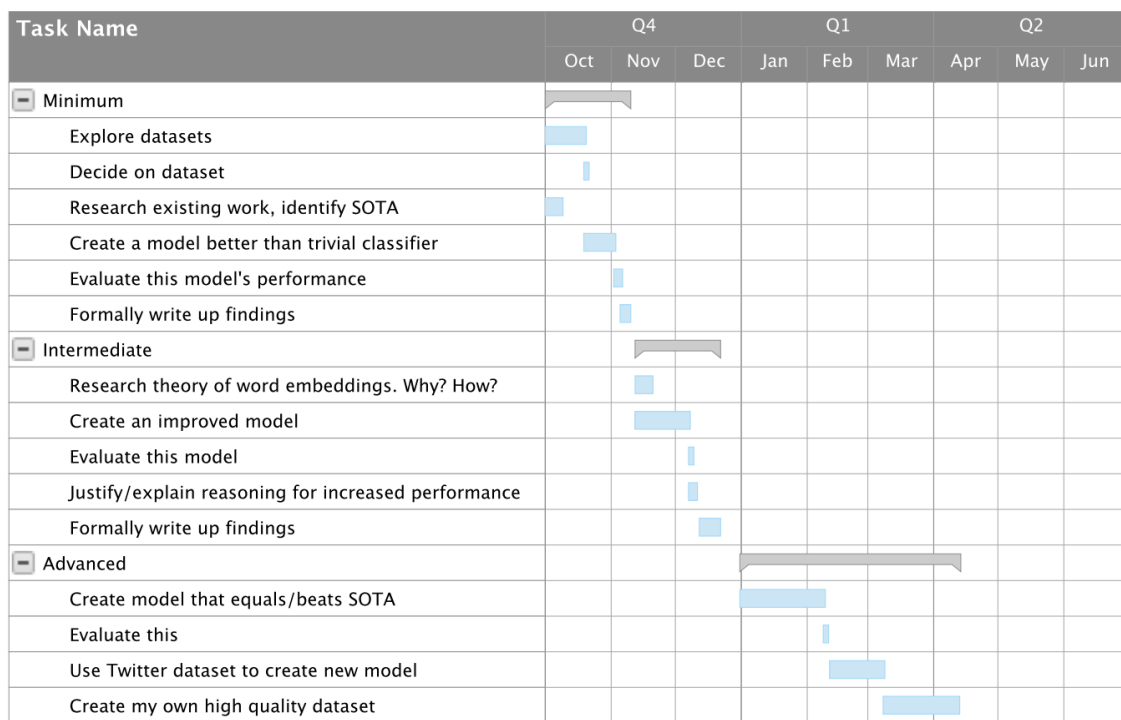 Task Name
Q4 Q1 Q2
Oct Nov Dec Jan Feb Mar Apr May Jun
Minimum
Explore datasets
Decide on dataset
Research existing work, identify SOTA
Create a model better than trivial classifier
Evaluate this model's performance
Formally write up findings
Intermediate
Research theory of word embeddings. Why? How?
Create an improved model
Evaluate this model
Justify/explain reasoning for increased performance
Formally write up findings
Advanced
Create model that equals/beats SOTA
Evaluate this
Use Twitter dataset to create new model
Create my own high quality dataset